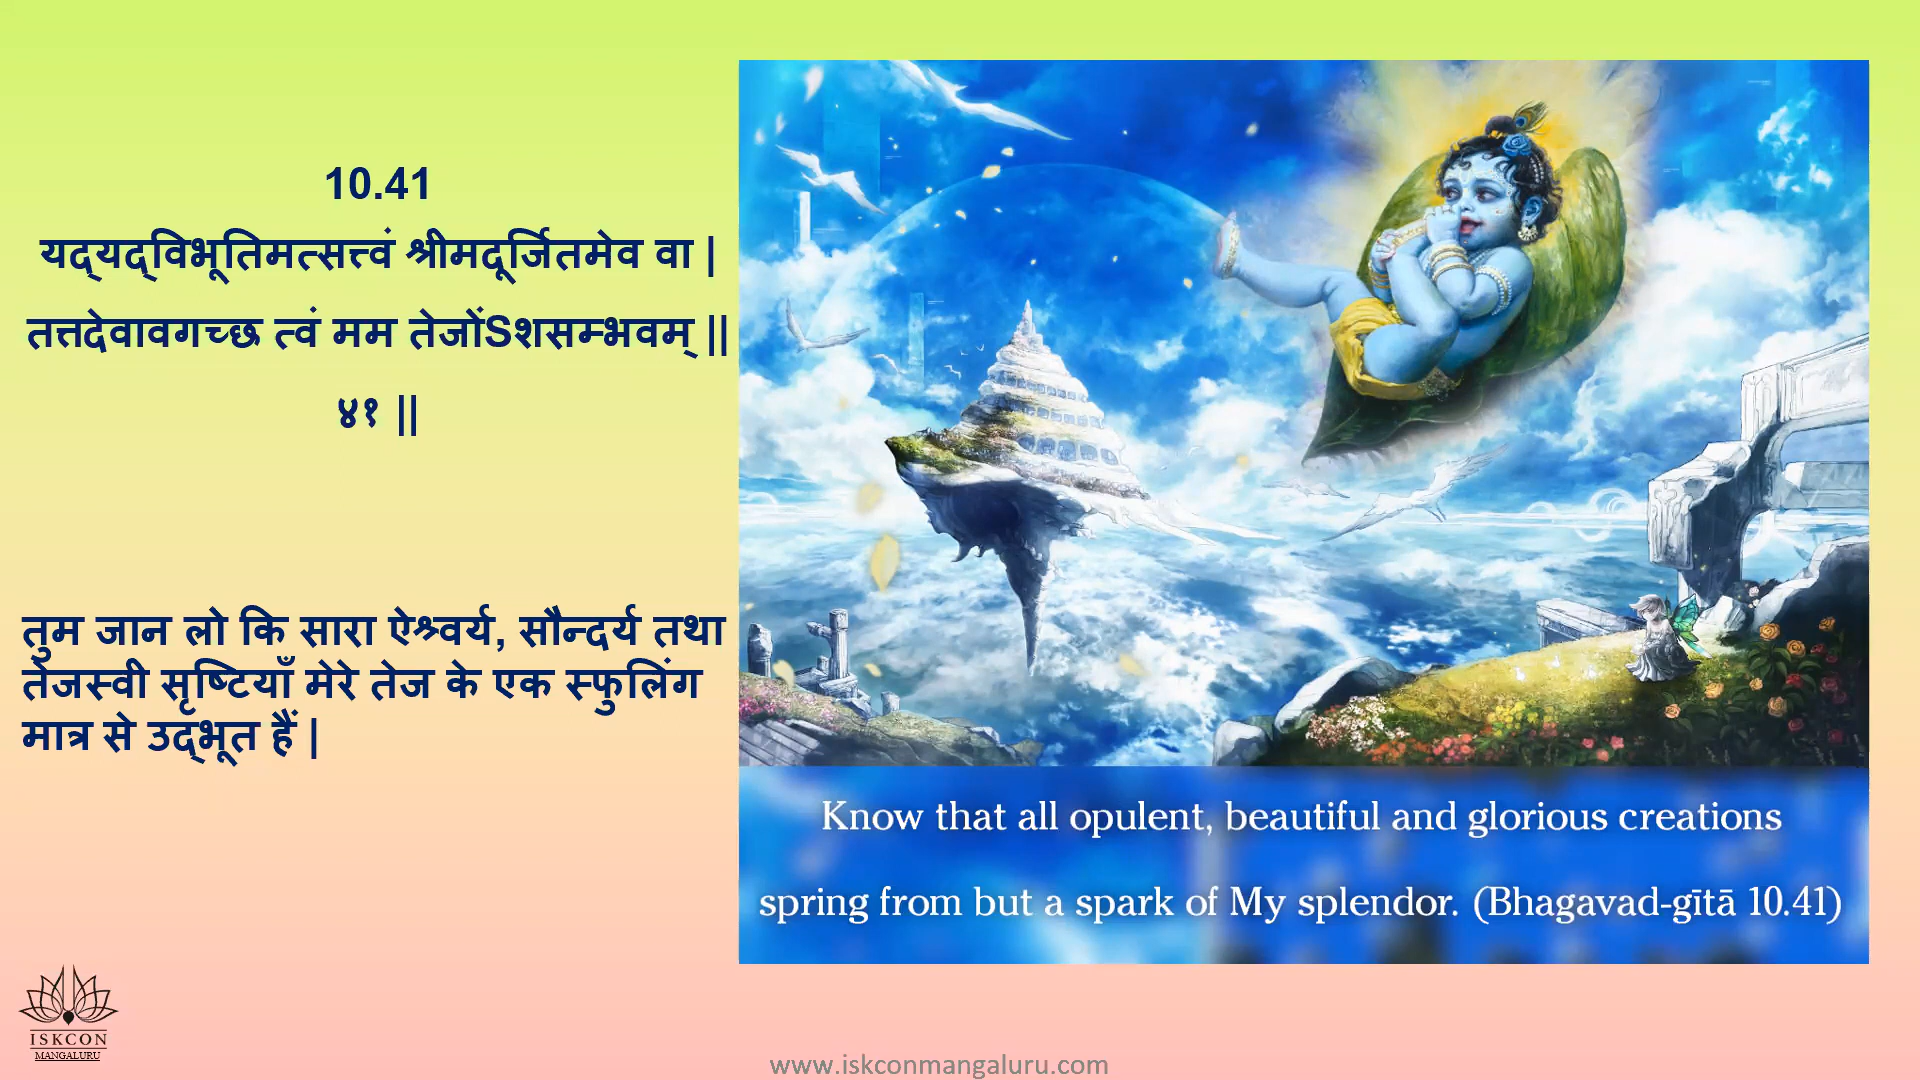 10.41
यद्यद्विभूतिमत्सत्त्वं श्रीमदूर्जितमेव वा |
तत्तदेवावगच्छ त्वं मम तेजोंSशसम्भवम् ||
४१ ||
तुम जान लो कि सारा ऐश्र्वर्य, सौन्दर्य तथा
तेजस्वी सृष्टियाँ मेरे तेज के एक स्फुलिंग
मात्र से उद्भूत हैं |
Know that all opulent, beautiful and glorious creations
spring from but a spark of My splendor. (Bhagavad-gītā 10.41)
ISKCON
MANGALURU
www.iskconmangaluru.com